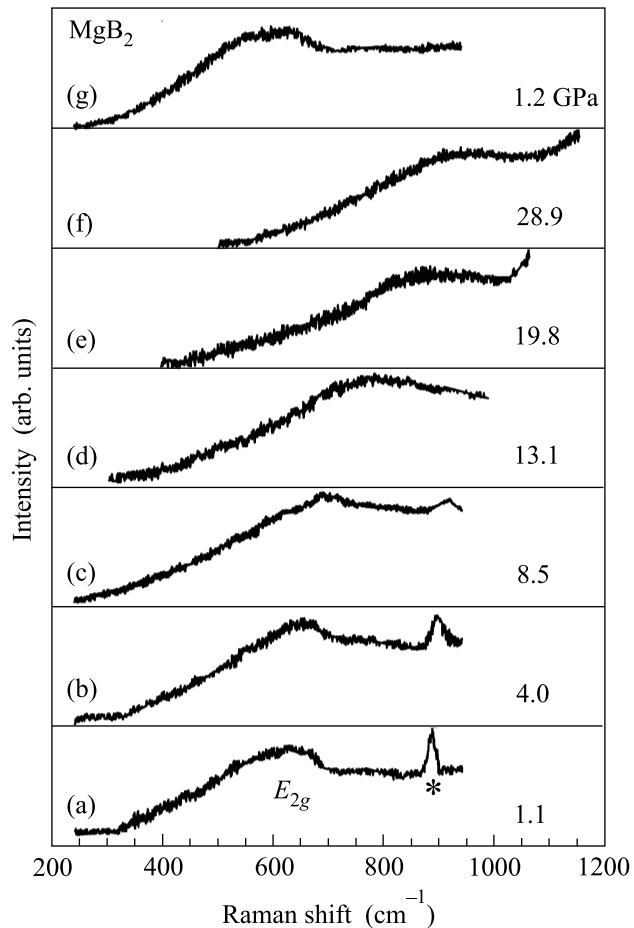 MgB₂
(g)
1.2 GPa
(f)
28.9
(e)
19.8
(d)
13.1
(c)
8.5
(b)
4.0
(a)
E₂g
*
1.1
200 400 600 800 1000 1200
Raman shift (cm⁻¹)
Intensity (arb. units)